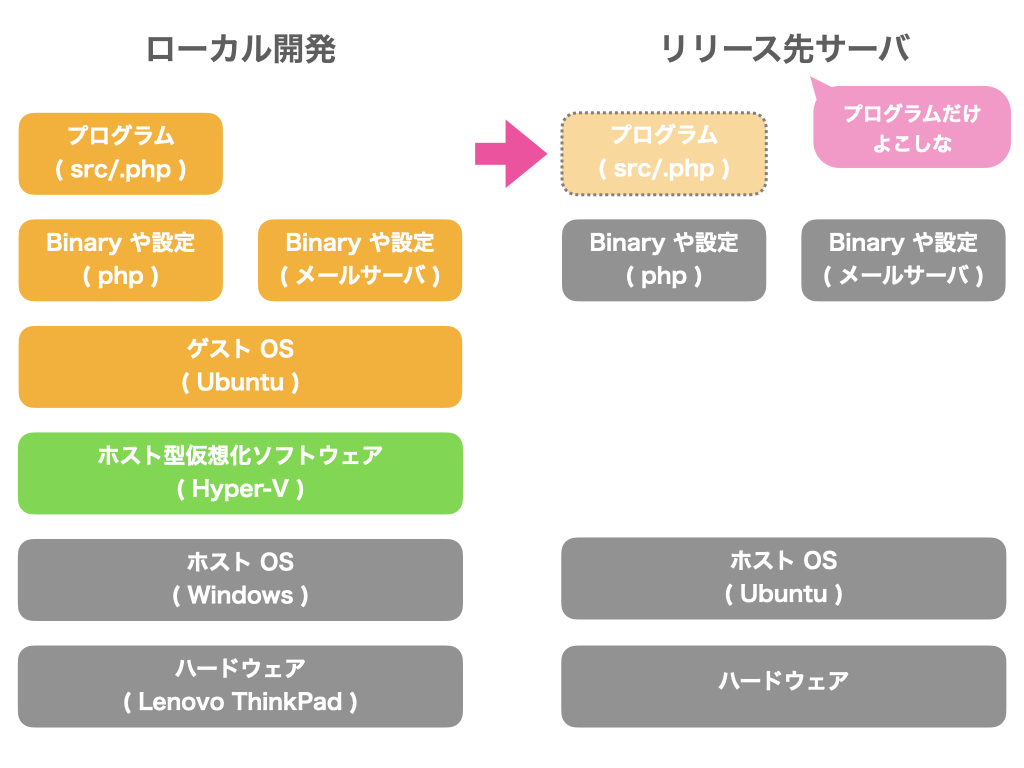 ローカル開発
リリース先サーバ
プログラムだけ
よこしな
プログラム
( src/.php )
プログラム
( src/.php )
Binary や設定
( php )
Binary や設定
( メールサーバ )
Binary や設定
( php )
Binary や設定
( メールサーバ )
ゲスト OS
( Ubuntu )
ホスト型仮想化ソフトウェア
( Hyper-V )
ホスト OS
( Windows )
ホスト OS
( Ubuntu )
ハードウェア
( Lenovo ThinkPad )
ハードウェア